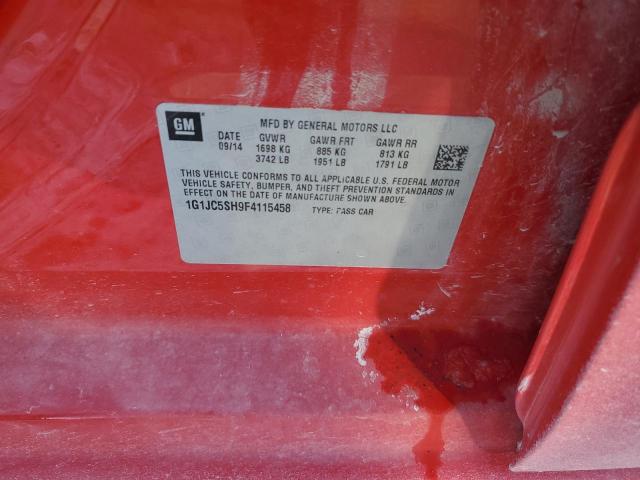 GM
MFD BY GENERAL MOTORS LLC
DATE GVWR GAWR FRT GAWR RR
09/14 1698 KG 885 KG 813 KG
3742 LB 1951 LB 1791 LB
THIS VEHICLE CONFORMS TO ALL APPLICABLE U.S. FEDERAL MOTOR
VEHICLE SAFETY, BUMPER, AND THEFT PREVENTION STANDARDS
IN EFFECT ON THE DATE OF MANUFACTURE SHOWN ABOVE.
1G1JC5SH9F4115458 TYPE: PASS CAR